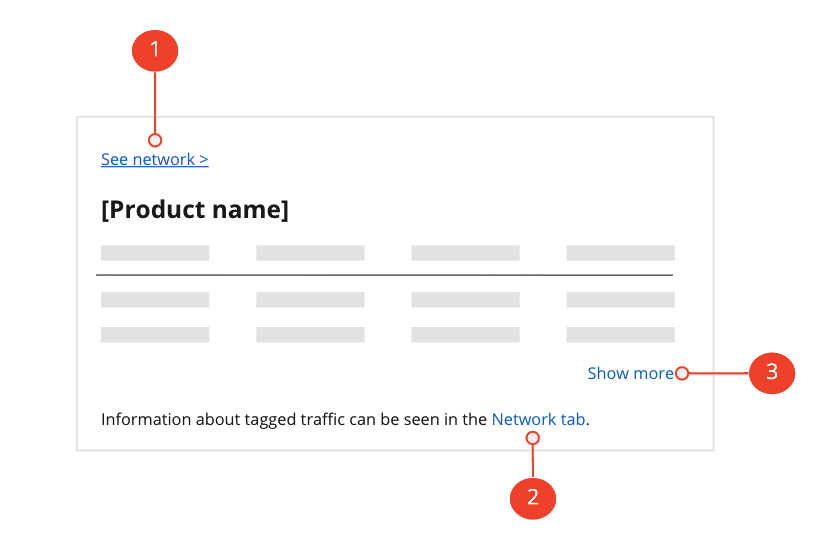 1
See network >
[Product name]
Show more
3
Information about tagged traffic can be seen in the Network tab.
2